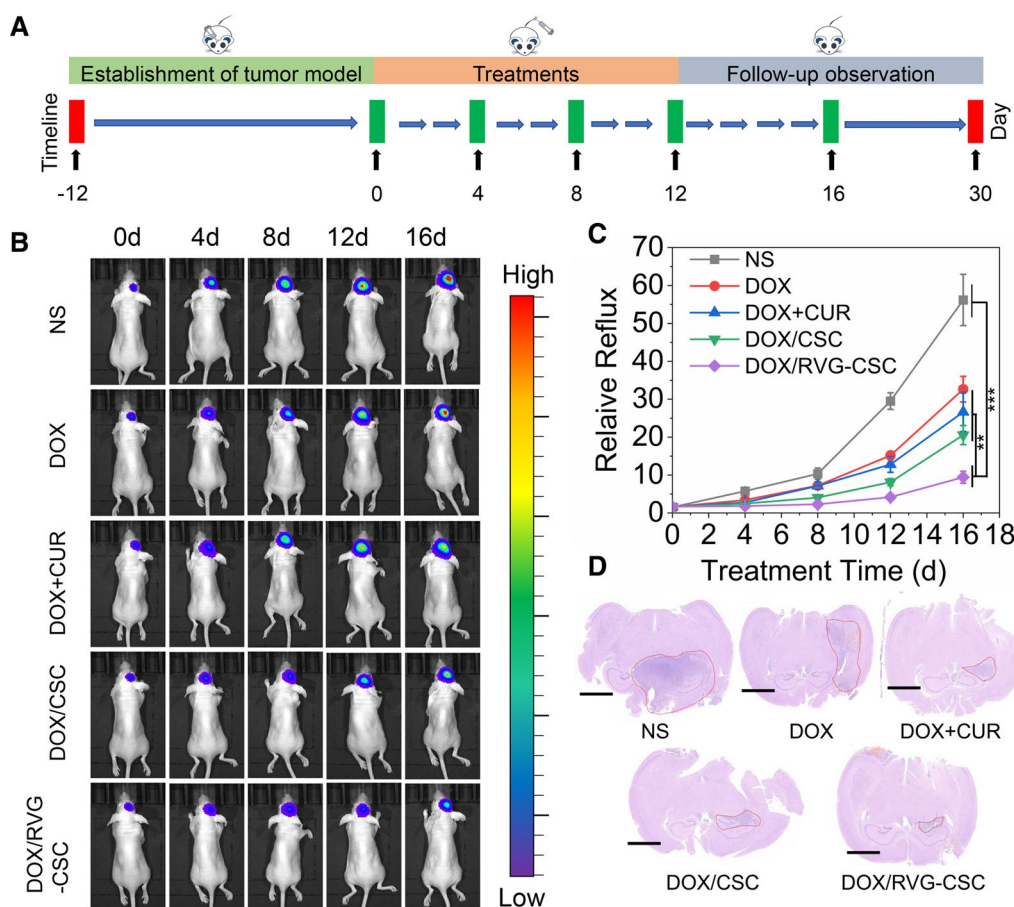 A
Establishment of tumor model
Treatments
Follow-up observation
Timeline
Day
-12
0
4
8
12
16
30
B
0d
4d
8d
12d
16d
NS
DOX
DOX+CUR
DOX/CSC
DOX/RVG
-CSC
High
Low
C
NS
DOX
DOX+CUR
DOX/CSC
DOX/RVG-CSC
Relaive Reflux
70
60
50
40
30
20
10
0
0
2
4
6
8
10
12
14
16
18
Treatment Time (d)
**
***
D
NS
DOX
DOX+CUR
DOX/CSC
DOX/RVG-CSC